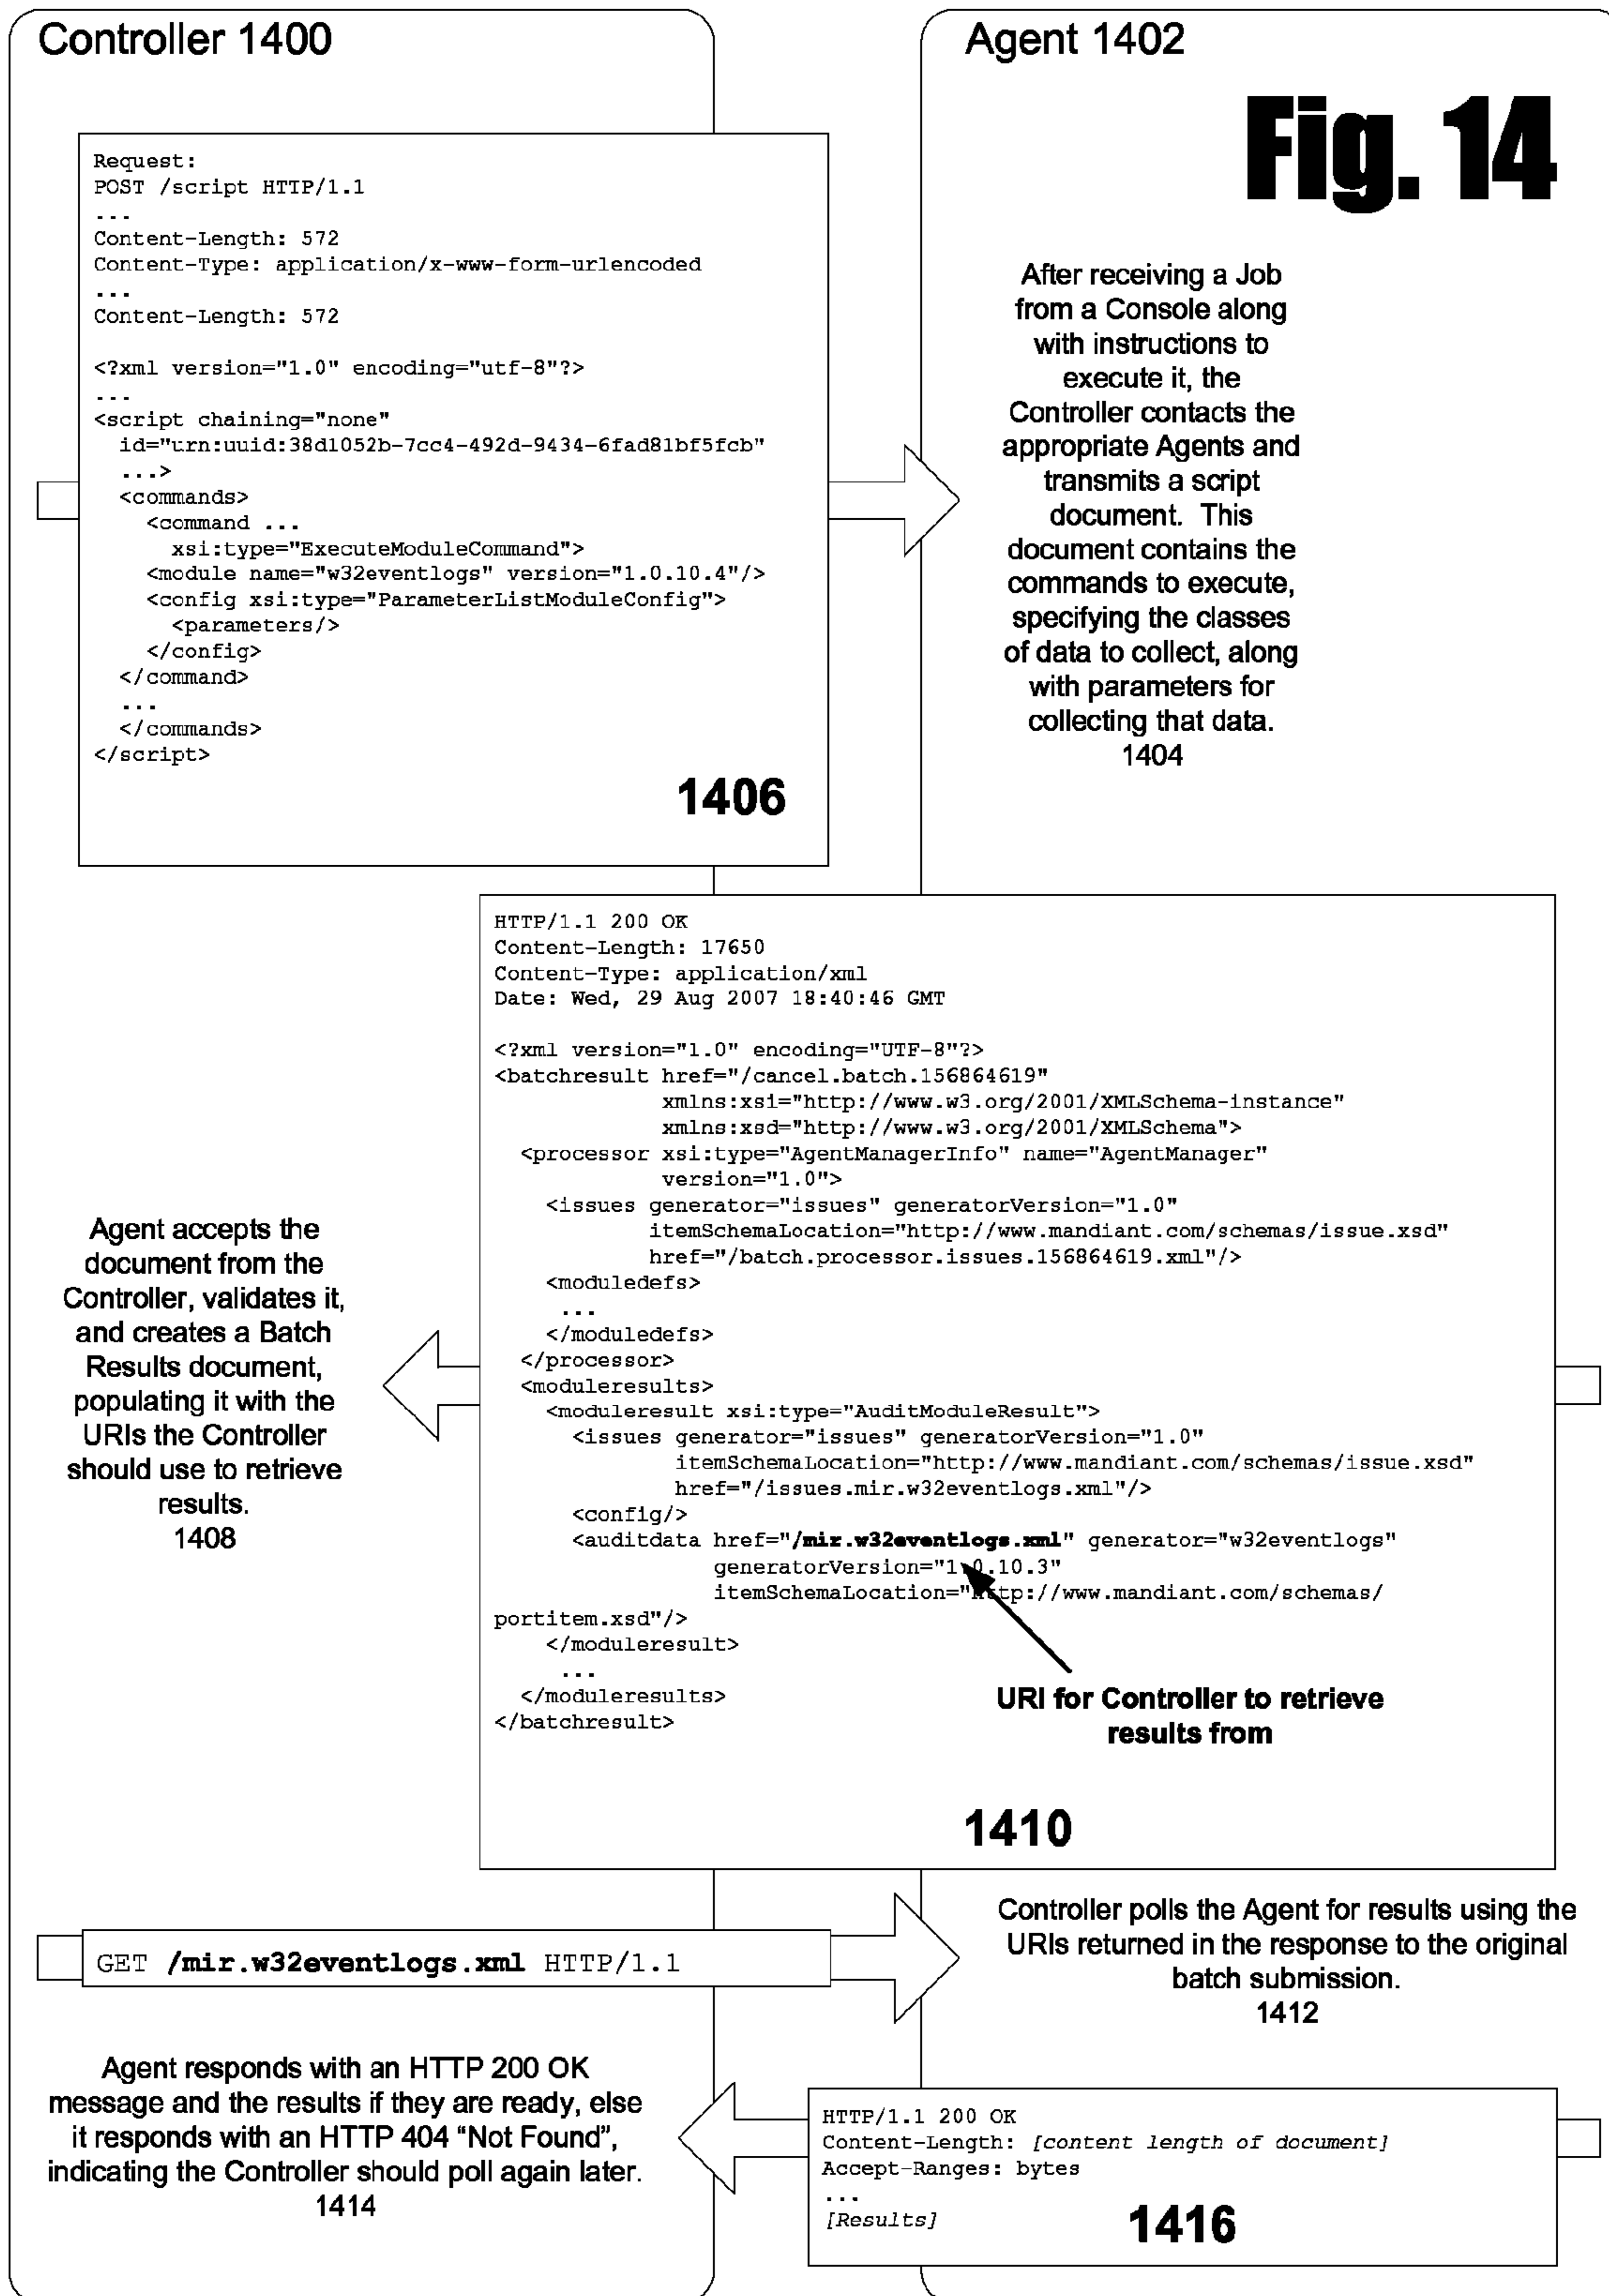 Controller 1400
Agent 1402
Fig. 14
Request:
POST /script HTTP/1.1
...
Content-Length: 572
Content-Type: application/x-www-form-urlencoded
...
Content-Length: 572
<?xml version="1.0" encoding="utf-8"?>
...
<script chaining="none"
id="urn:uuid:38d1052b-7cc4-492d-9434-6fad81bf5fcb"
...>
<commands>
<command ...
xsi:type="ExecuteModuleCommand">
<module name="w32eventlogs" version="1.0.10.4"/>
<config xsi:type="ParameterListModuleConfig">
<parameters/>
</config>
</command>
...
</commands>
</script>
1406
After receiving a Job
from a Console along
with instructions to
execute it, the
Controller contacts the
appropriate Agents and
transmits a script
document. This
document contains the
commands to execute,
specifying the classes
of data to collect, along
with parameters for
collecting that data.
1404
HTTP/1.1 200 OK
Content-Length: 17650
Content-Type: application/xml
Date: Wed, 29 Aug 2007 18:40:46 GMT
<?xml version="1.0" encoding="UTF-8"?>
<batchresult href="/cancel.batch.156864619"
xmlns:xsi="http://www.w3.org/2001/XMLSchema-instance"
xmlns:xsd="http://www.w3.org/2001/XMLSchema">
<processor xsi:type="AgentManagerInfo" name="AgentManager"
version="1.0">
<issues generator="issues" generatorVersion="1.0"
itemSchemaLocation="http://www.mandiant.com/schemas/issue.xsd"
href="/batch.processor.issues.156864619.xml"/>
<moduledefs>
...
</moduledefs>
</processor>
<moduleresults>
<moduleresult xsi:type="AuditModuleResult">
<issues generator="issues" generatorVersion="1.0"
itemSchemaLocation="http://www.mandiant.com/schemas/issue.xsd"
href="/issues.mir.w32eventlogs.xml"/>
<config/>
<auditdata href="/mir.w32eventlogs.xml" generator="w32eventlogs"
generatorVersion="1.0.10.3"
itemSchemaLocation="http://www.mandiant.com/schemas/
portitem.xsd"/>
</moduleresult>
...
</moduleresults>
</batchresult>
URI for Controller to retrieve
results from
1410
Agent accepts the
document from the
Controller, validates it,
and creates a Batch
Results document,
populating it with the
URIs the Controller
should use to retrieve
results.
1408
GET /mir.w32eventlogs.xml HTTP/1.1
Controller polls the Agent for results using the
URIs returned in the response to the original
batch submission.
1412
Agent responds with an HTTP 200 OK
message and the results if they are ready, else
it responds with an HTTP 404 “Not Found”,
indicating the Controller should poll again later.
1414
HTTP/1.1 200 OK
Content-Length: [content length of document]
Accept-Ranges: bytes
...
[Results]
1416